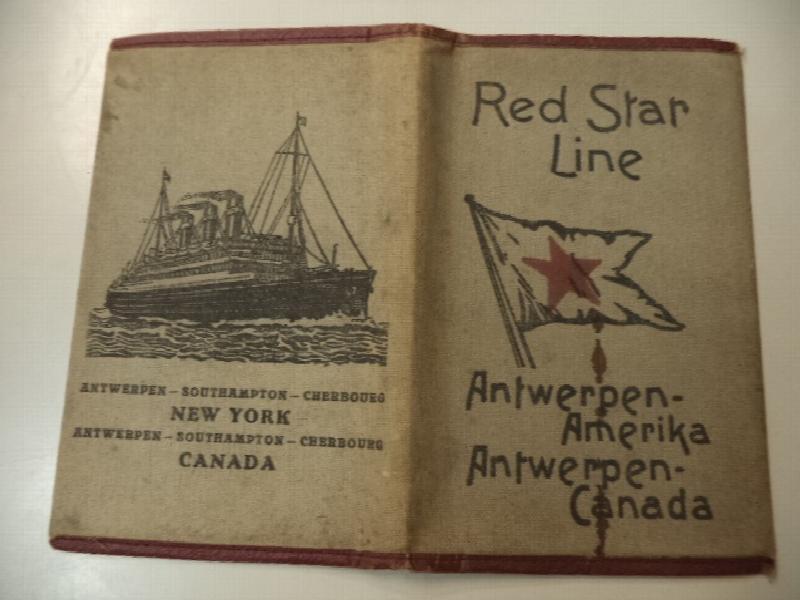 ANTWERPEN – SOUTHAMPTON – CHERBOURG
NEW YORK
ANTWERPEN – SOUTHAMPTON – CHERBOURG
CANADA
Red Star
Line
Antwerpen-
Amerika
Antwerpen-
Canada